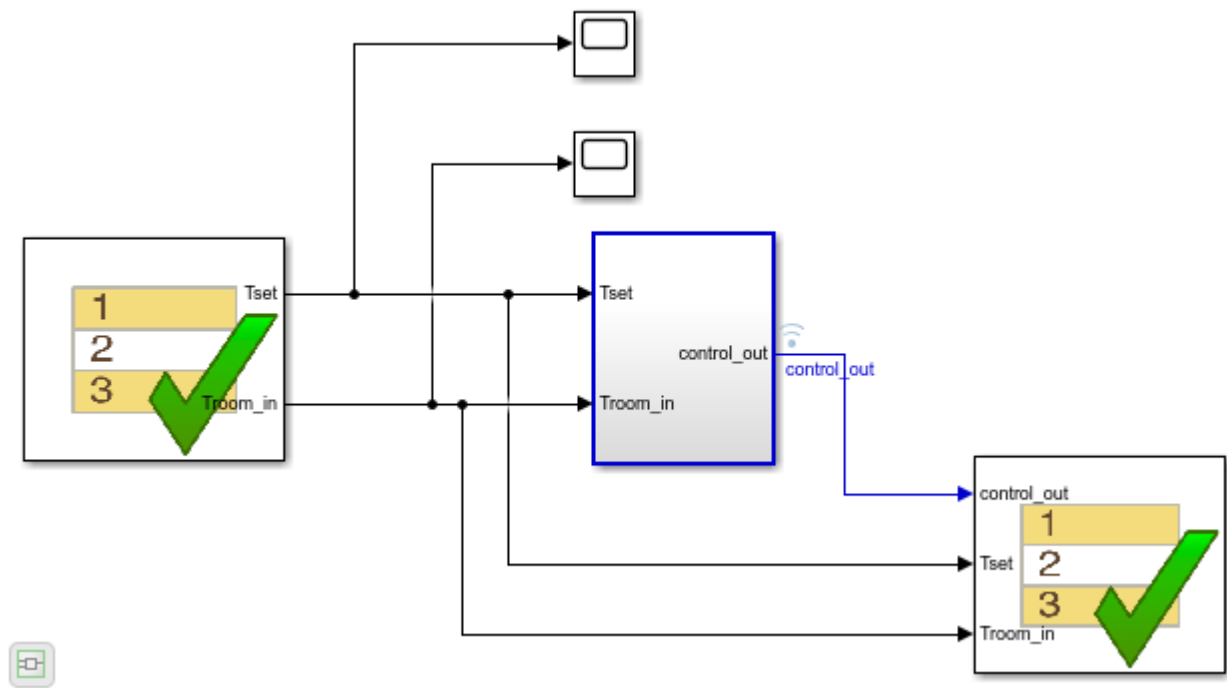 Tset
1
2
3
Troom_in
Tset
control_out
Troom_in
control_out
control_out
1
Tset
2
3
Troom_in